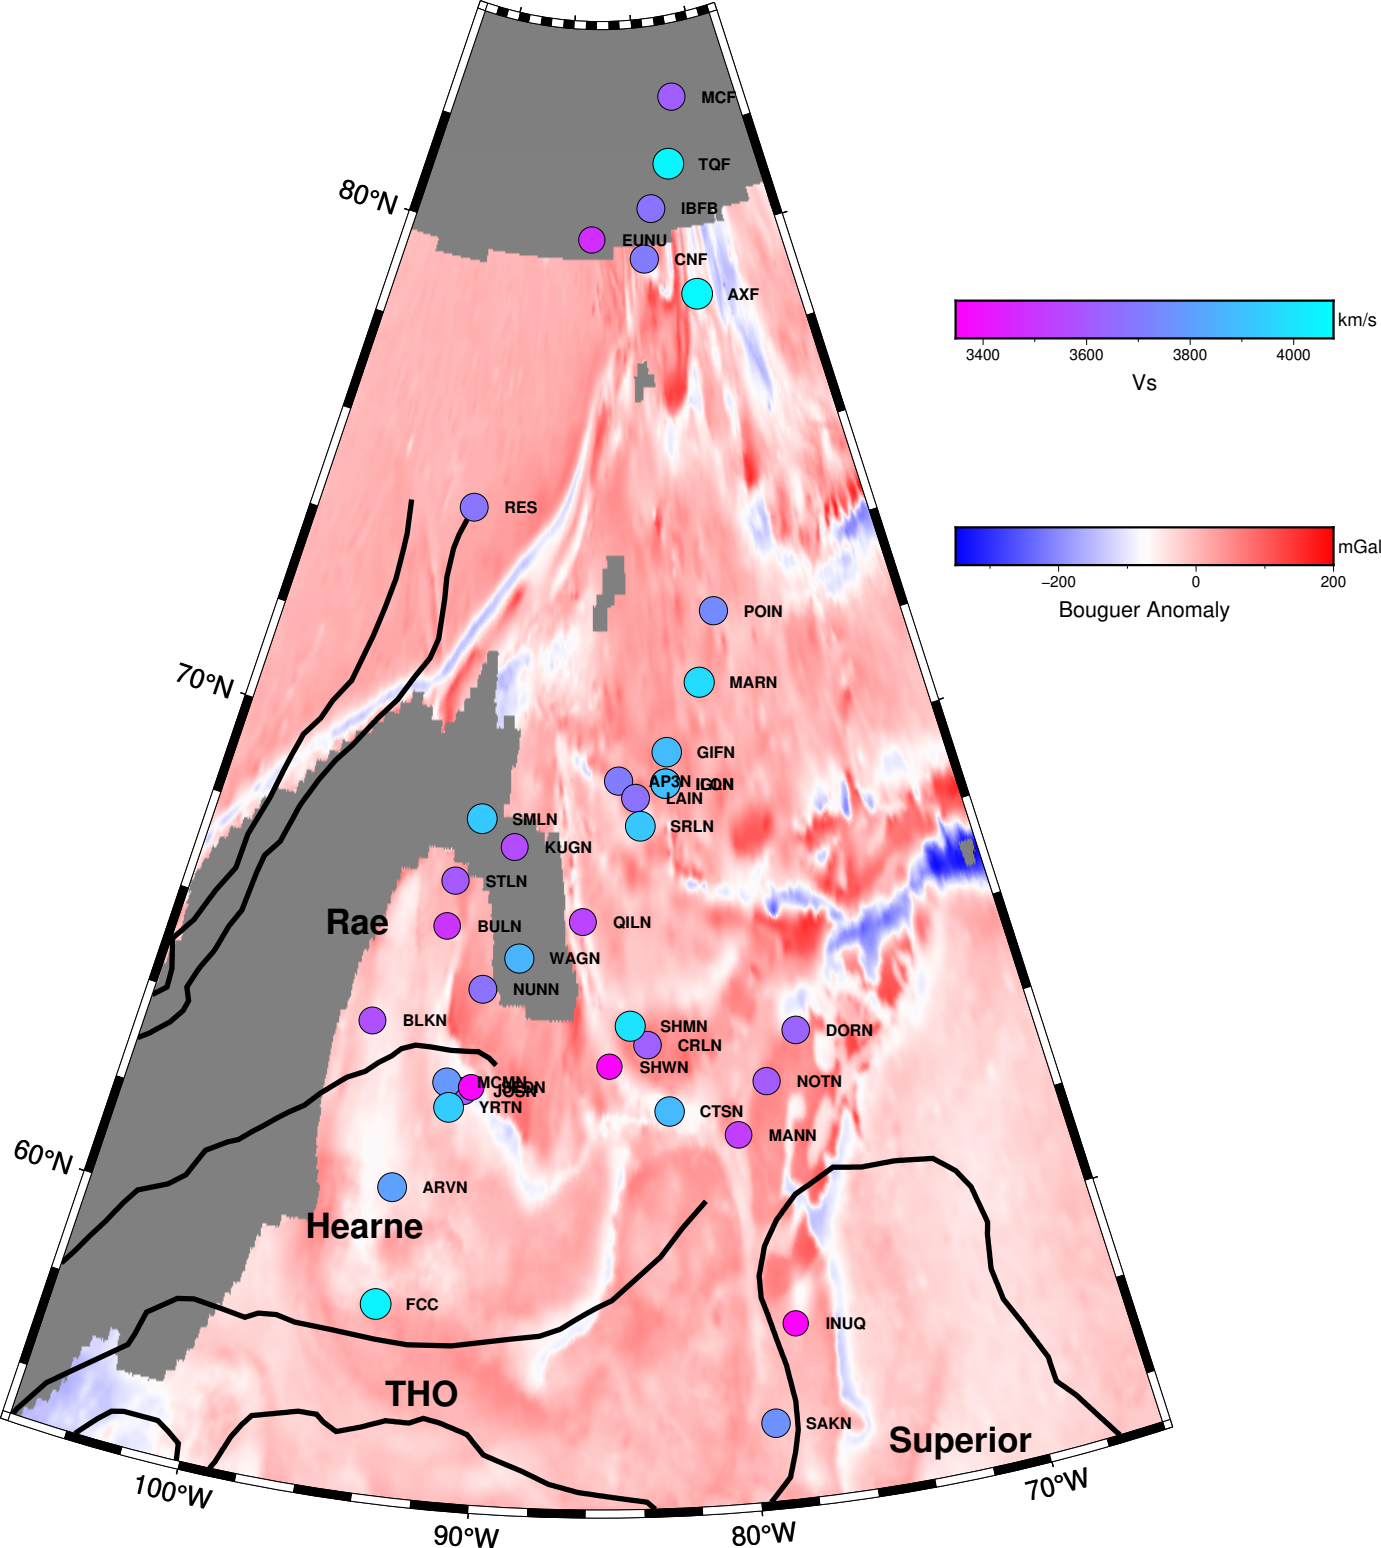 MCF
TQF
80°N
IBFB
EUNU
CNF
AXF
km/s
3400 3600 3800 4000
Vs
RES
mGal
−200 0 200
Bouguer Anomaly
POIN
70°N
MARN
GIFN
AP3N
LAIN
SMLN
SRLN
KUGN
STLN
Rae
BULN
QILN
WAGN
NUNN
BLKN
SHMN
DORN
CRLN
SHWN
NOTN
MCMN
YRTN
CTSN
MANN
60°N
ARVN
Hearne
FCC
INUQ
THO
SAKN
Superior
100°W
90°W
80°W
70°W